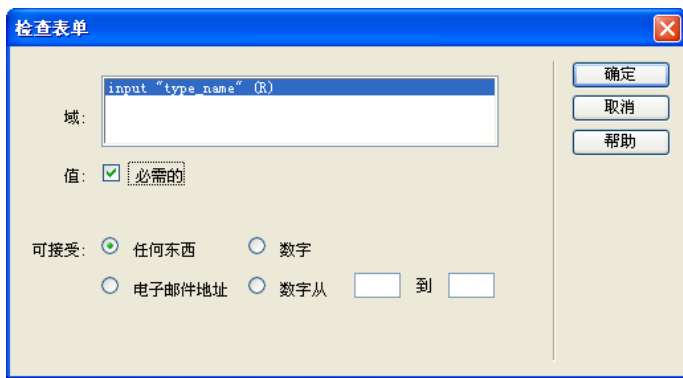 检查表单
域:
input "type_name" (R)
确定
取消
帮助
值: 必需的
可接受: 任何东西 数字
电子邮件地址 数字从 到